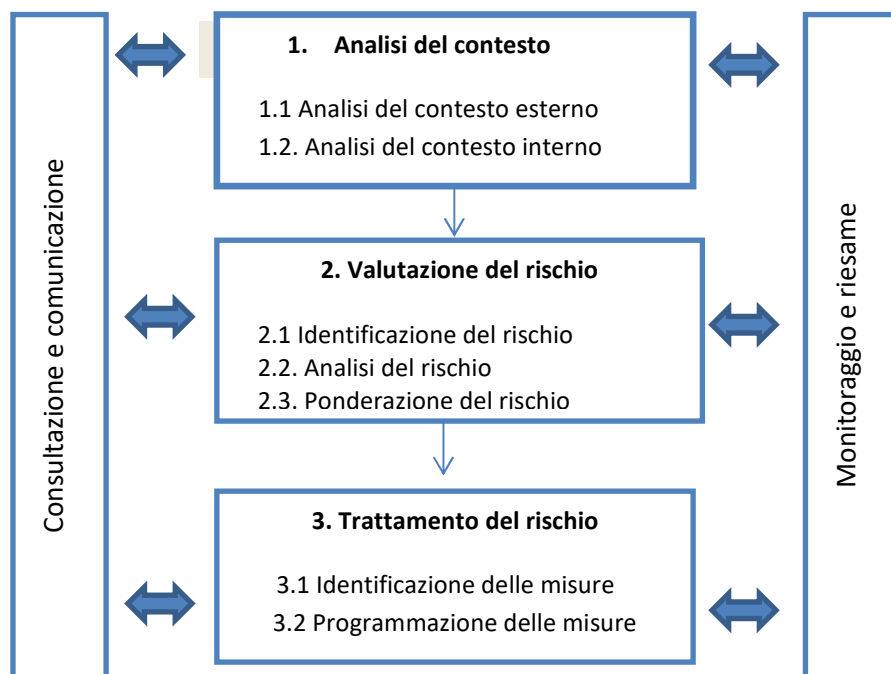 Consultazione e comunicazione
1. Analisi del contesto
1.1 Analisi del contesto esterno
1.2. Analisi del contesto interno
2. Valutazione del rischio
2.1 Identificazione del rischio
2.2. Analisi del rischio
2.3. Ponderazione del rischio
3. Trattamento del rischio
3.1 Identificazione delle misure
3.2 Programmazione delle misure
Monitoraggio e riesame